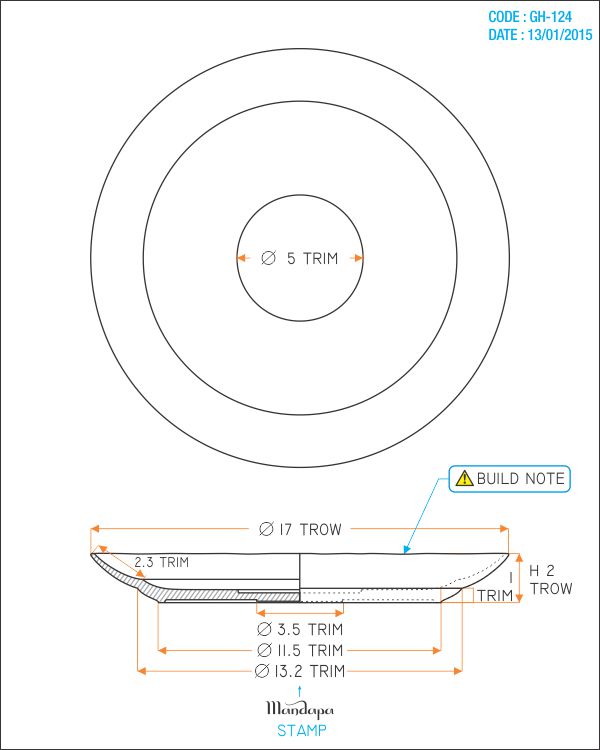 CODE : GH-124
DATE : 13/01/2015
Ø 5 TRIM
BUILD NOTE
Ø 17 TROW
2.3 TRIM
H 2
TROW
1
TRIM
Ø 3.5 TRIM
Ø 11.5 TRIM
Ø 13.2 TRIM
Mandapa
STAMP